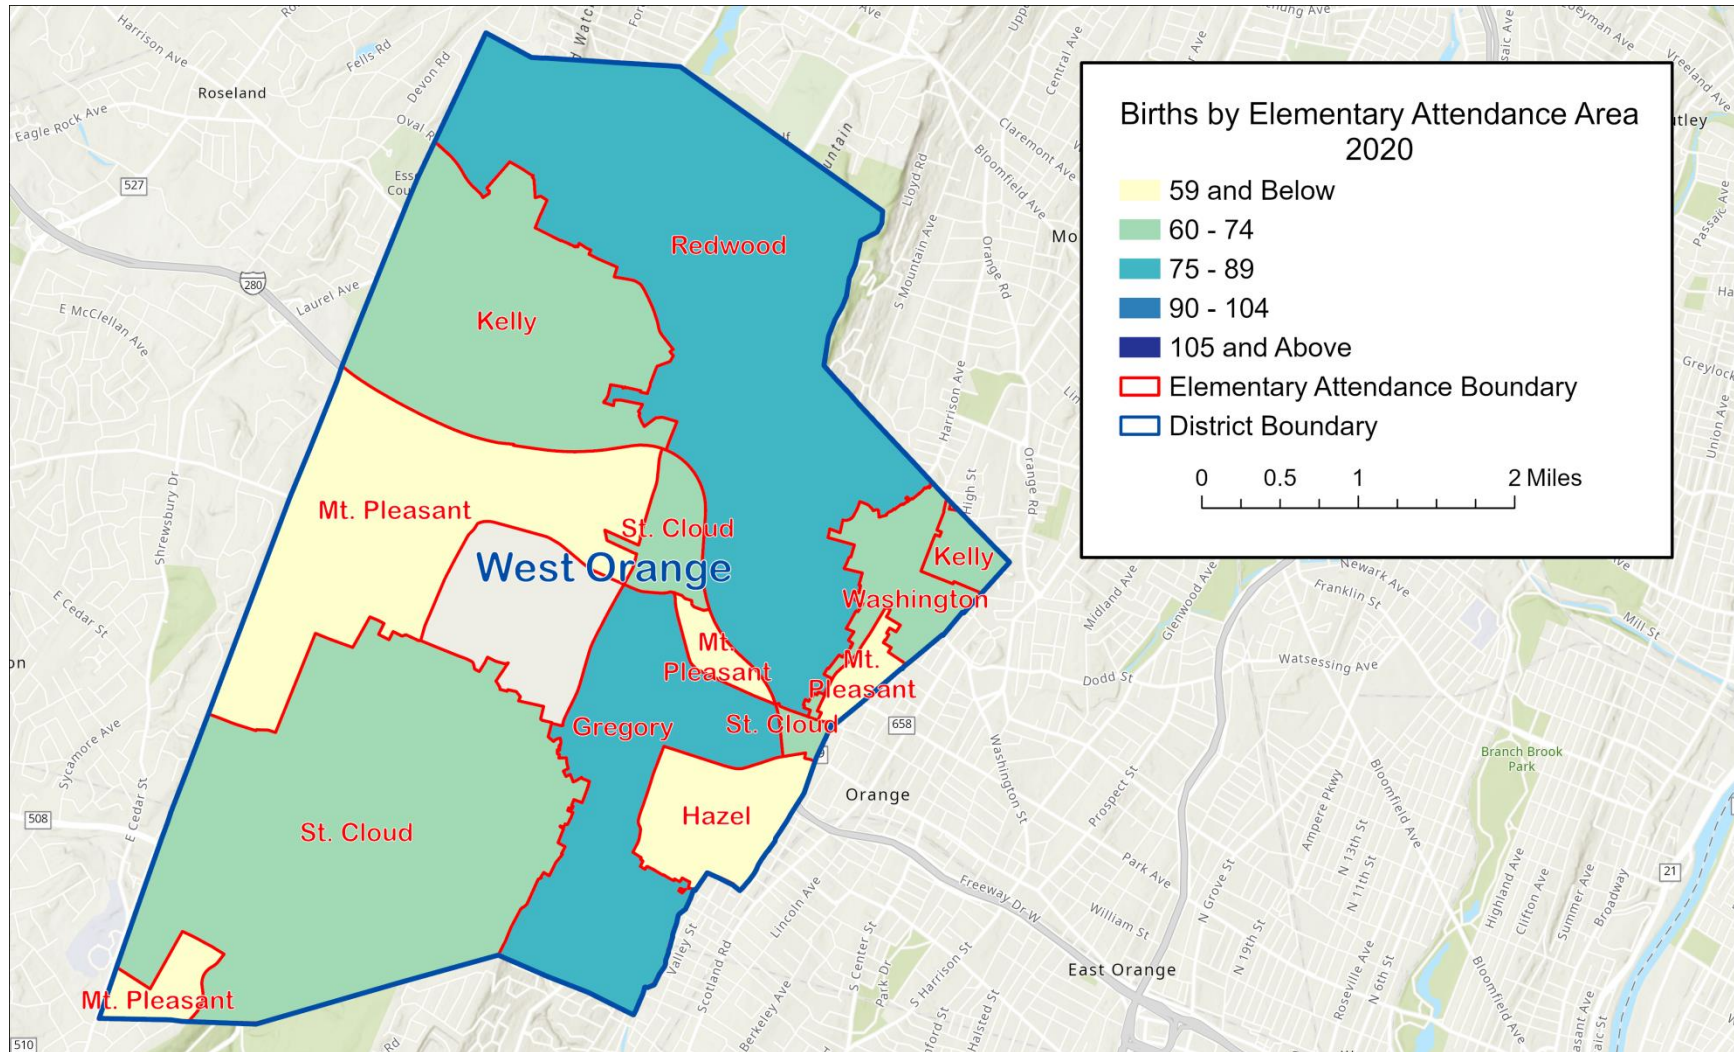 Births by Elementary Attendance Area
2020
59 and Below
60 - 74
75 - 89
90 - 104
105 and Above
Elementary Attendance Boundary
District Boundary
0 0.5 1 2 Miles
Redwood
Kelly
Mt. Pleasant
St. Cloud
West Orange
Kelly
Washington
Mt.
Pleasant
Mt.
Pleasant
Gregory
St. Cloud
Hazel
St. Cloud
Mt. Pleasant
Roseland
Harrison Ave
Fells Rd
Devon Rd
Eagle Rock Ave
527
280
Laurel Ave
E McClellan Ave
Shrewsbury Dr
E Cedar St
Sycamore Ave
E Cedar St
508
510
Central Ave
Claremont Ave
Bloomfield Ave
Lloyd Rd
S Mountain Ave
Orange Rd
Harrison Ave
High St
Orange Rd
Midland Ave
Glenwood Ave
Newark Ave
Franklin St
Mill St
Watsessing Ave
Dodd St
658
Washington St
Prospect St
Ampere Pkwy
Bloomfield Ave
Branch Brook
Park
Orange
Park Ave
N 13th St
N 11th St
N Grove St
William St
Freeway Dr W
N 19th St
Highland Ave
Clifton Ave
Summer Ave
Broadway
21
Lincoln Ave
Valley St
Scotland Rd
S Center St
Park Dr
S Harrison St
S Halsted St
Berkeley Ave
East Orange
Roseville Ave
N 6th St
Bloomfield Ave
Vreeland Ave
Passaic Ave
Greylock
Union Ave